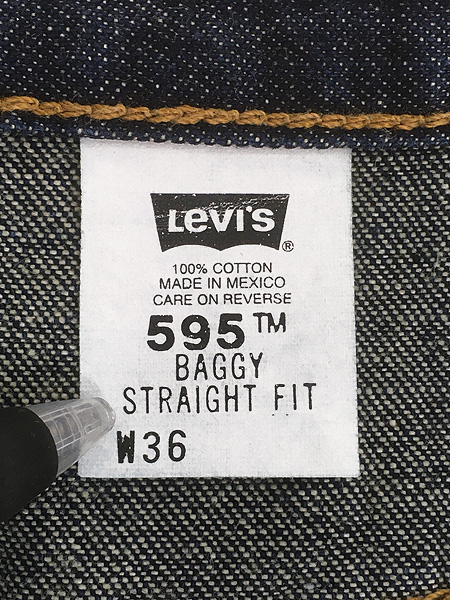 Levi's®
100% COTTON
MADE IN MEXICO
CARE ON REVERSE
595™
BAGGY
STRAIGHT FIT
W36